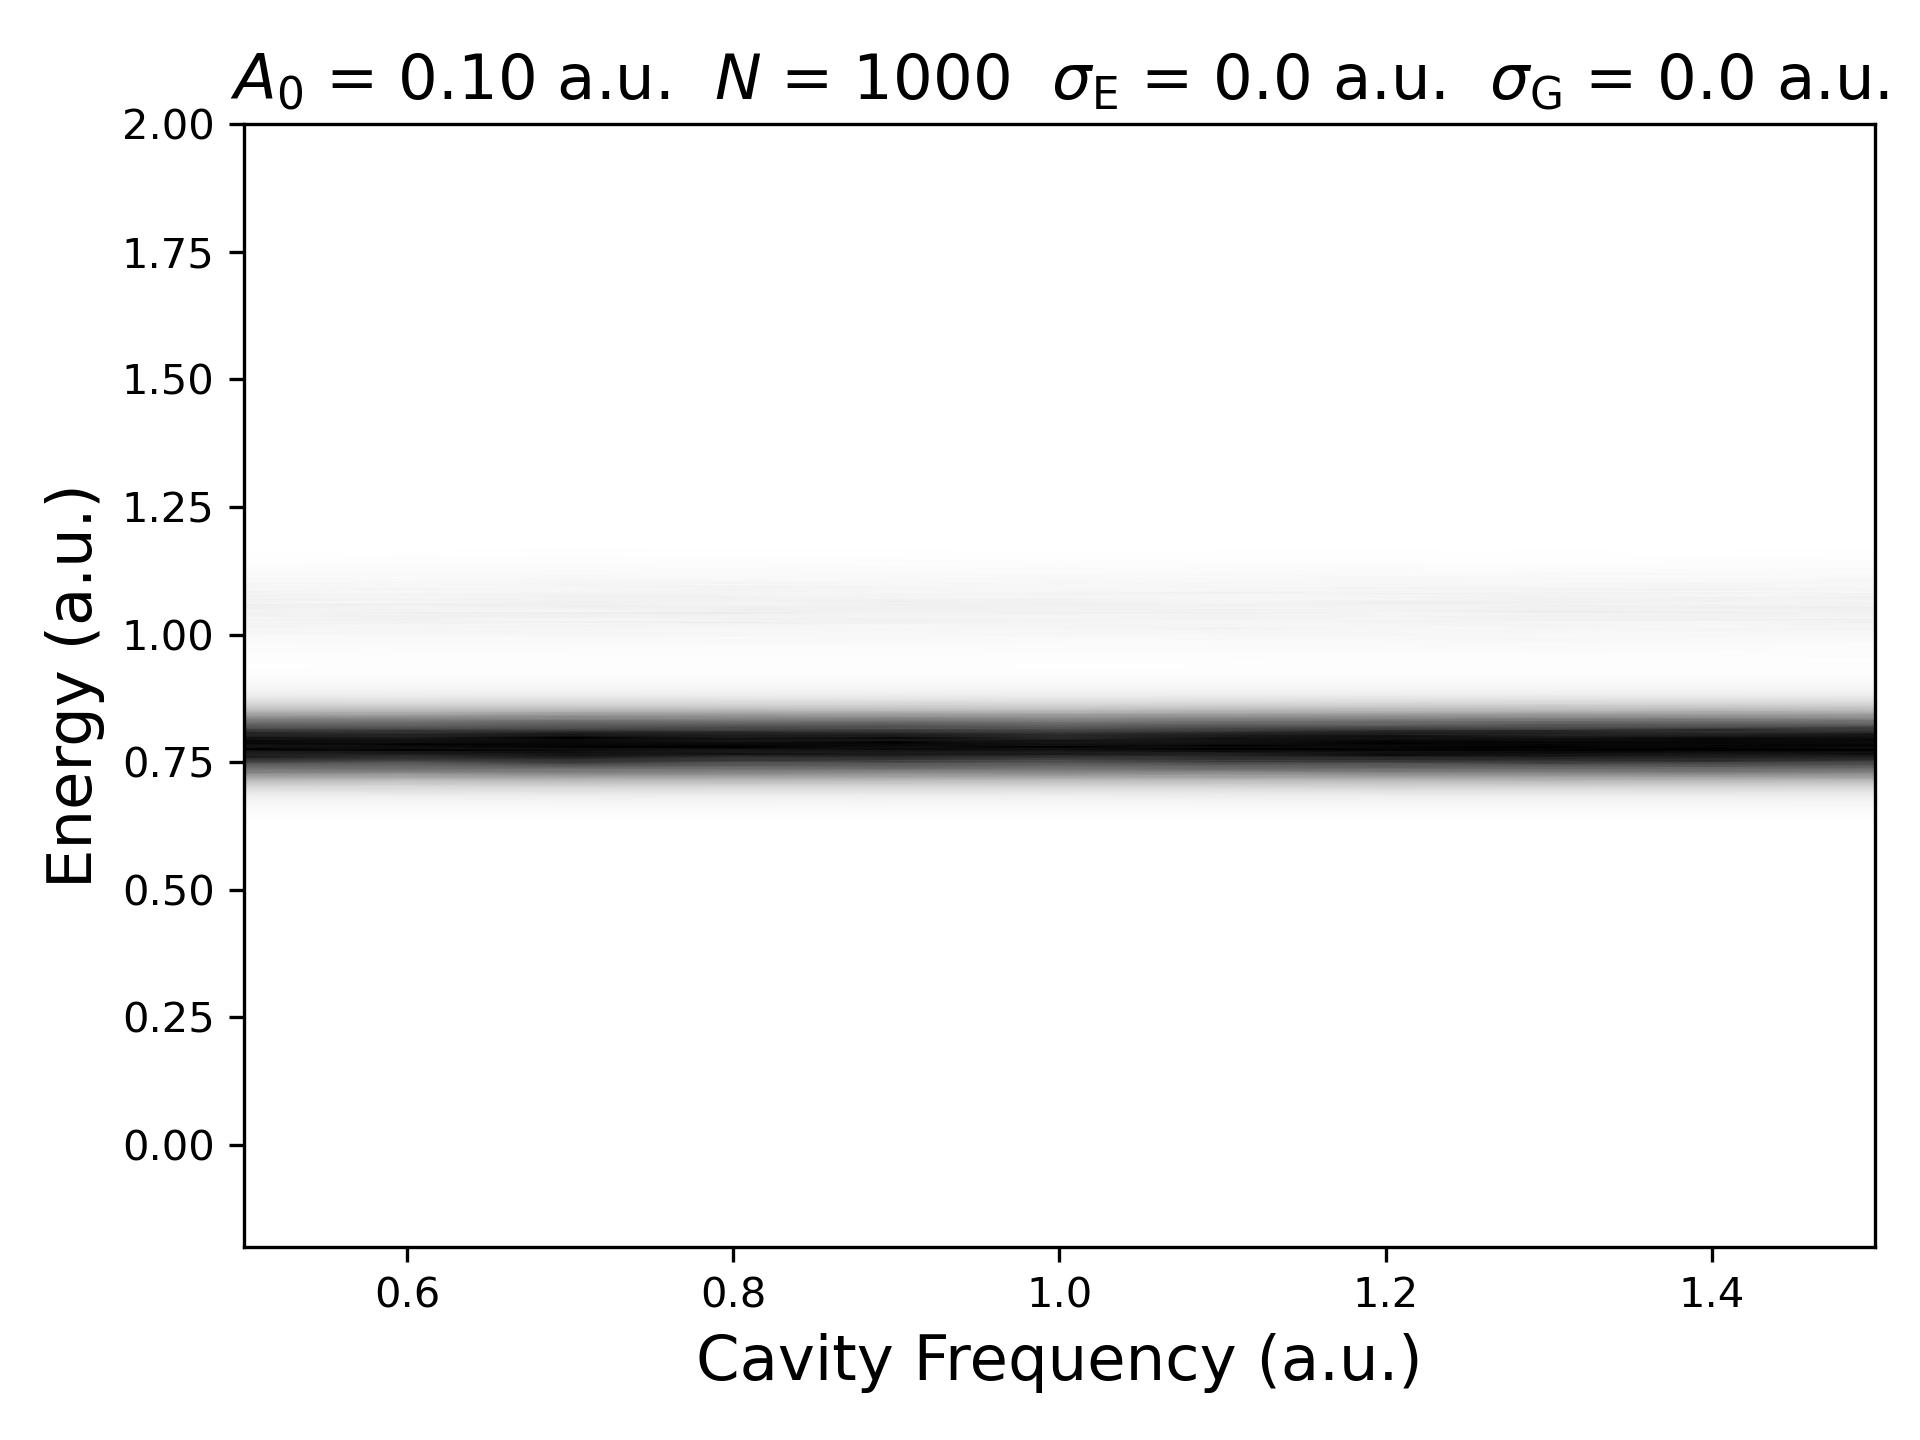 A₀ = 0.10 a.u. N = 1000 σE = 0.0 a.u. σG = 0.0 a.u.
2.00
1.75
1.50
1.25
1.00
0.75
0.50
0.25
0.00
Energy (a.u.)
0.6 0.8 1.0 1.2 1.4
Cavity Frequency (a.u.)